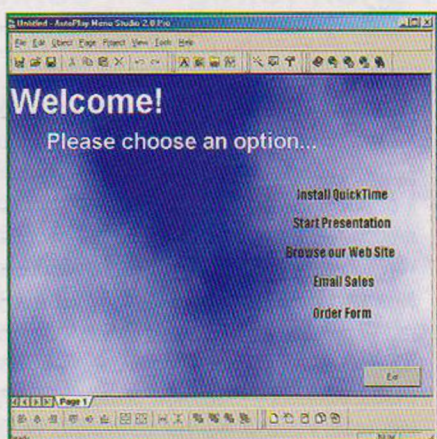 Untitled - AutoPlay Menu Studio 2.0 Pro
File Edit Object Page Project View Tools Help
Welcome!
Please choose an option...
Install QuickTime
Start Presentation
Browse our Web Site
Email Sales
Order Form
Exit
Page 1
Ready